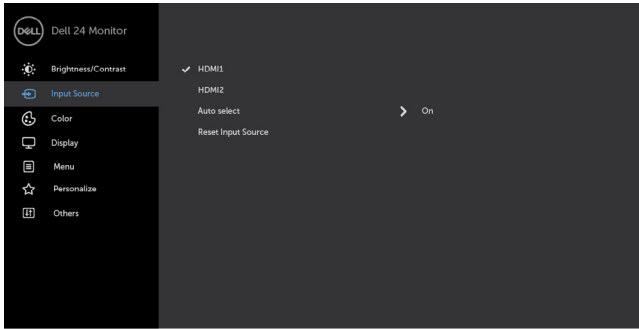 DELL Dell 24 Monitor
Brightness/Contrast
Input Source
Color
Display
Menu
Personalize
Others
HDMI1
HDMI2
Auto select On
Reset Input Source